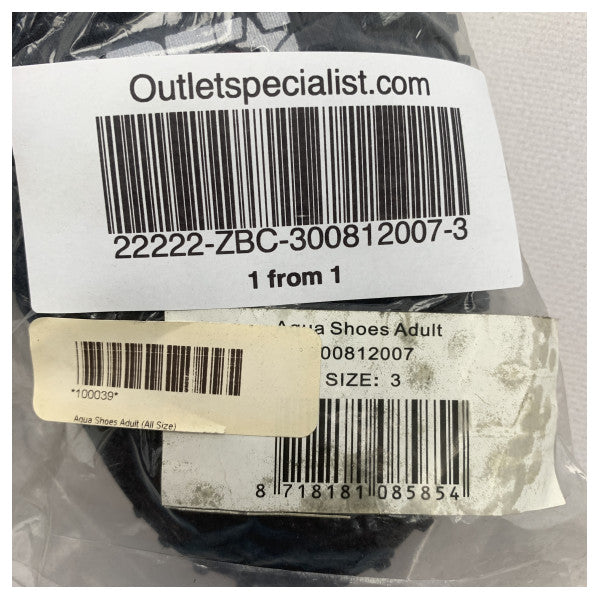 Outletspecialist.com
22222-ZBC-300812007-3
1 from 1
Aqua Shoes Adult
00812007
SIZE: 3
*100039*
Aqua Shoes Adult (All Size)
8 718181 085854